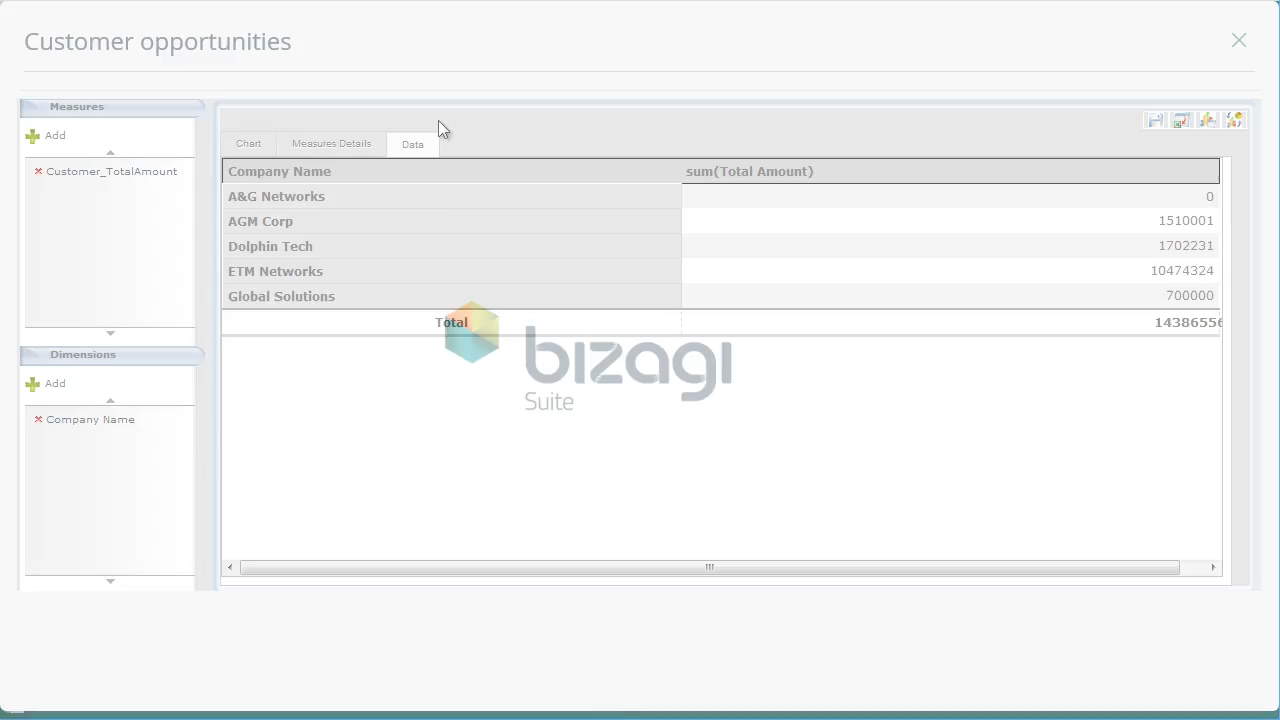 Customer opportunities
Measures
Add
Customer_TotalAmount
Dimensions
Add
Company Name
Chart Measures Details Data
Company Name sum(Total Amount)
A&G Networks 0
AGM Corp 1510001
Dolphin Tech 1702231
ETM Networks 10474324
Global Solutions 700000
Total 14386556
bizagi
Suite